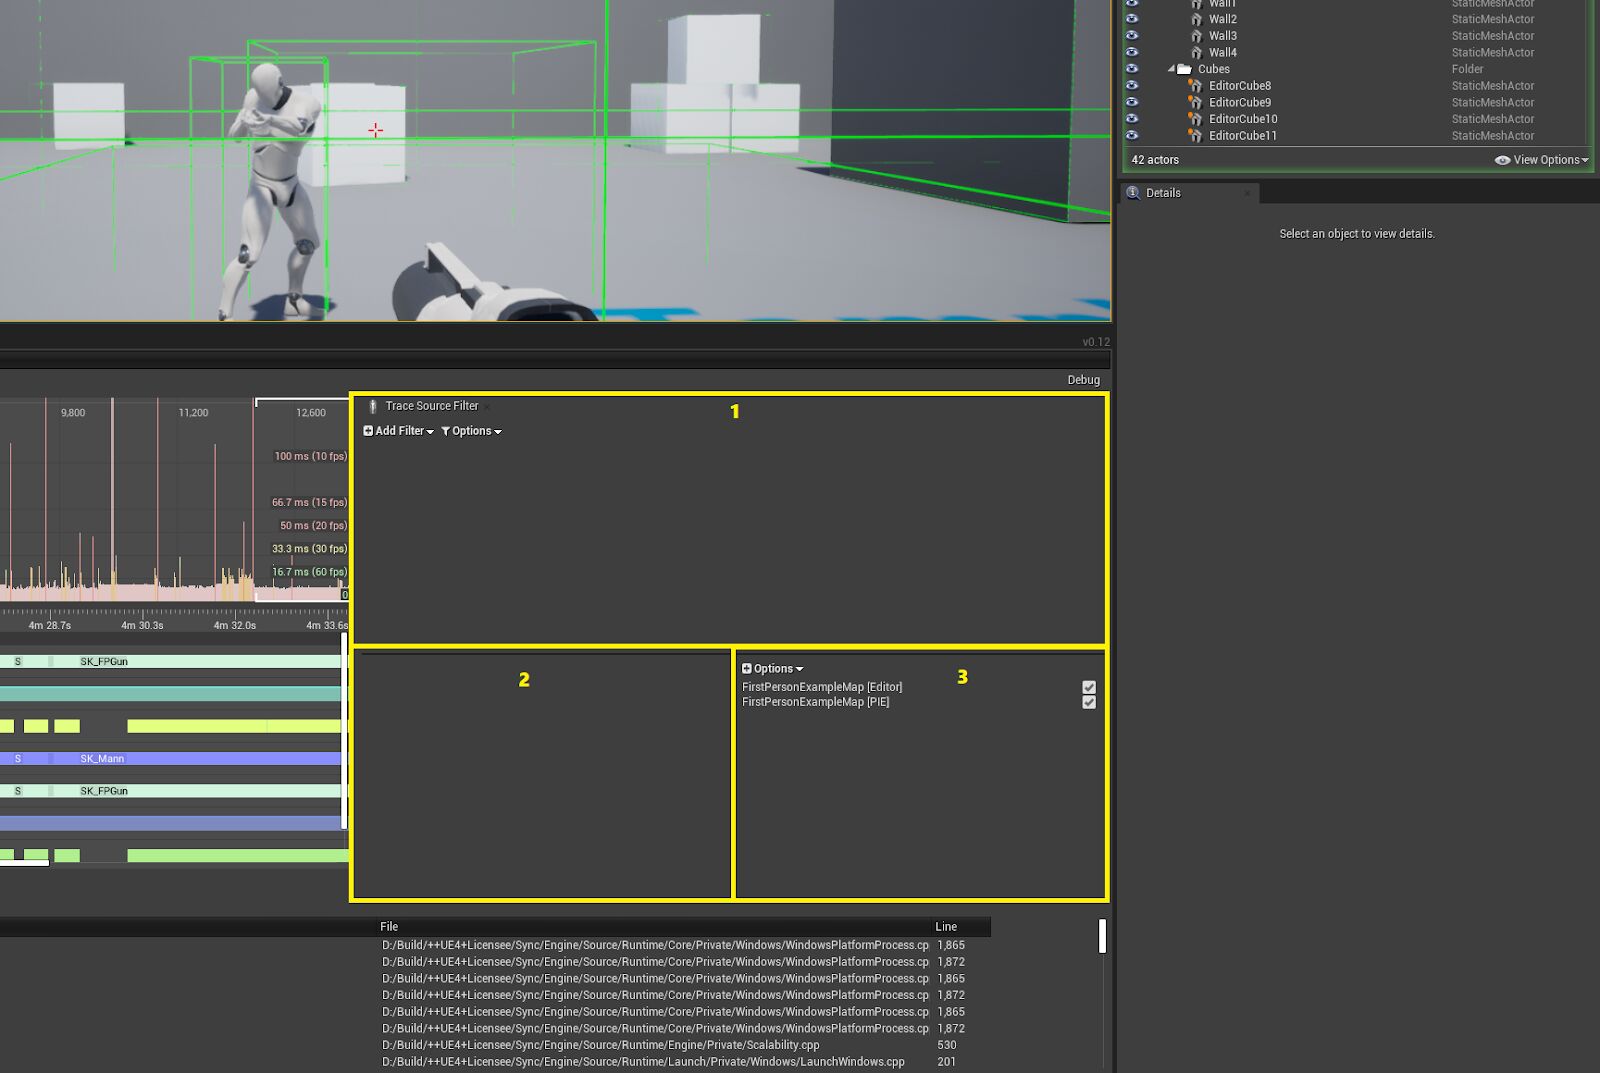 Wall1 StaticMeshActor
Wall2 StaticMeshActor
Wall3 StaticMeshActor
Wall4 StaticMeshActor
Cubes Folder
EditorCube8 StaticMeshActor
EditorCube9 StaticMeshActor
EditorCube10 StaticMeshActor
EditorCube11 StaticMeshActor
42 actors View Options
Details
Select an object to view details.
v0.12
Debug
9,800 11,200 12,600
100 ms (10 fps)
66.7 ms (15 fps)
50 ms (20 fps)
33.3 ms (30 fps)
16.7 ms (60 fps)
0
4m 28.7s 4m 30.3s 4m 32.0s 4m 33.6s
S SK_FPGun
S SK_Mann
S SK_FPGun
Trace Source Filter
1
Add Filter Options
2
Options
3
FirstPersonExampleMap [Editor]
FirstPersonExampleMap [PIE]
File Line
D:/Build/++UE4+Licensee/Sync/Engine/Source/Runtime/Core/Private/Windows/WindowsPlatformProcess.cpp 1,865
D:/Build/++UE4+Licensee/Sync/Engine/Source/Runtime/Core/Private/Windows/WindowsPlatformProcess.cpp 1,872
D:/Build/++UE4+Licensee/Sync/Engine/Source/Runtime/Core/Private/Windows/WindowsPlatformProcess.cpp 1,865
D:/Build/++UE4+Licensee/Sync/Engine/Source/Runtime/Core/Private/Windows/WindowsPlatformProcess.cpp 1,872
D:/Build/++UE4+Licensee/Sync/Engine/Source/Runtime/Core/Private/Windows/WindowsPlatformProcess.cpp 1,865
D:/Build/++UE4+Licensee/Sync/Engine/Source/Runtime/Core/Private/Windows/WindowsPlatformProcess.cpp 1,872
D:/Build/++UE4+Licensee/Sync/Engine/Source/Runtime/Engine/Private/Scalability.cpp 530
D:/Build/++UE4+Licensee/Sync/Engine/Source/Runtime/Launch/Private/Windows/LaunchWindows.cpp 201